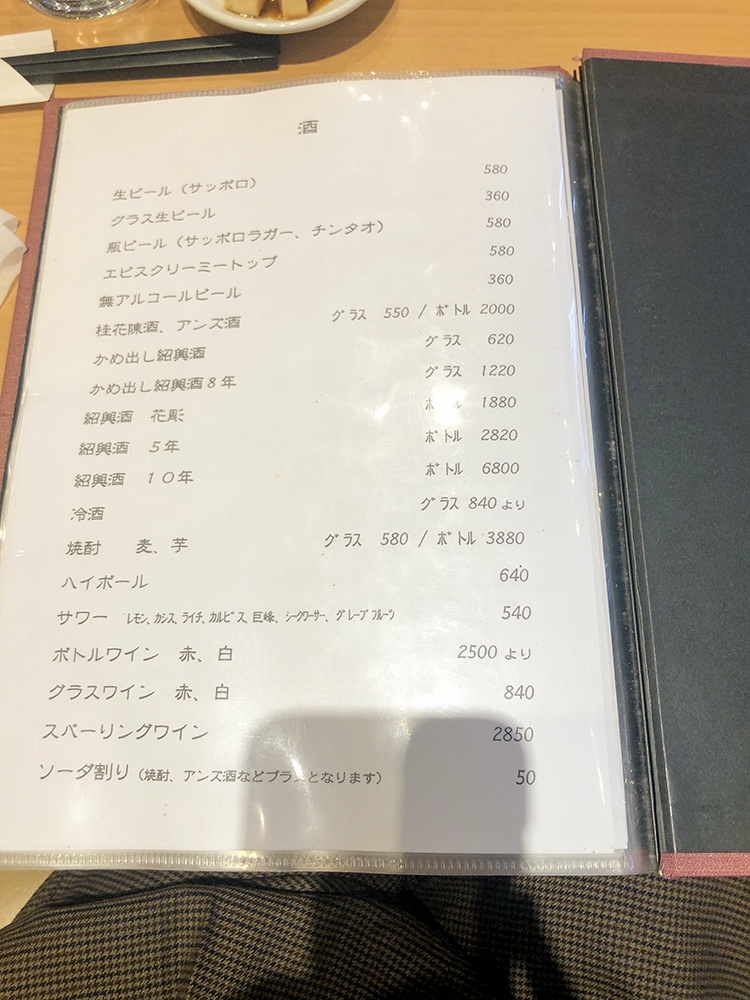 酒
生ビール（サッポロ） 580
グラス生ビール 360
瓶ビール（サッポロラガー、チンタオ） 580
エビスクリーミートップ 580
無アルコールビール 360
桂花陳酒、アンズ酒 グラス 550 / ボトル 2000
かめ出し紹興酒 グラス 620
かめ出し紹興酒８年 グラス 1220
紹興酒 花彫 ボトル 1880
紹興酒 ５年 ボトル 2820
紹興酒 １０年 ボトル 6800
冷酒 グラス 840 より
焼酎 麦、芋 グラス 580 / ボトル 3880
ハイボール 640
サワー レモン、カシス、ライチ、カルピス、巨峰、シークワーサー、グレープフルーツ 540
ボトルワイン 赤、白 2500 より
グラスワイン 赤、白 840
スパーリングワイン 2850
ソーダ割り（焼酎、アンズ酒などプラスとなります） 50